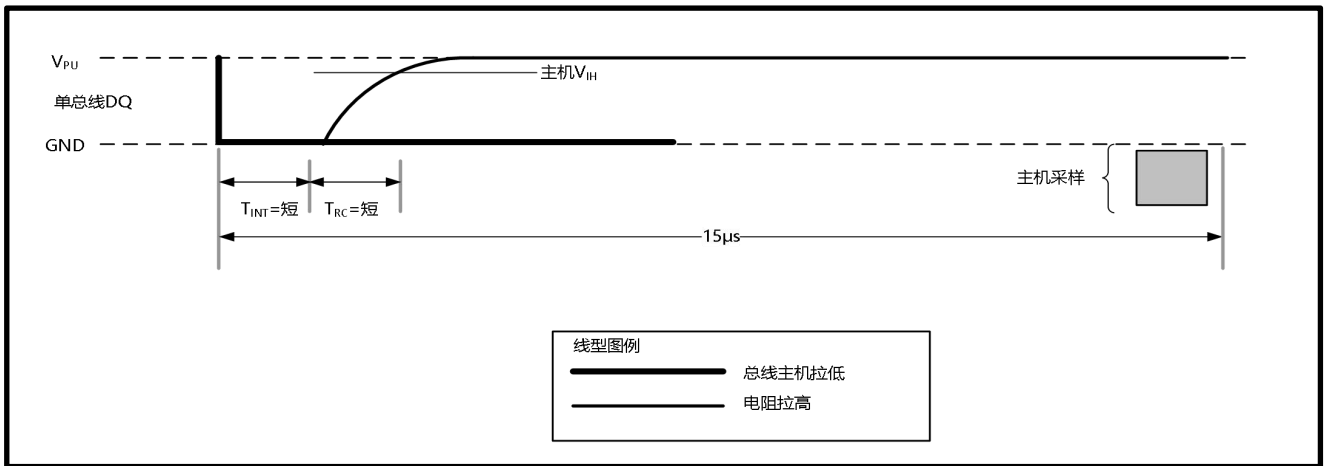 VPU
单总线DQ
GND
主机VIH
主机采样
TINT=短
TRC=短
15μs
线型图例
总线主机拉低
电阻拉高